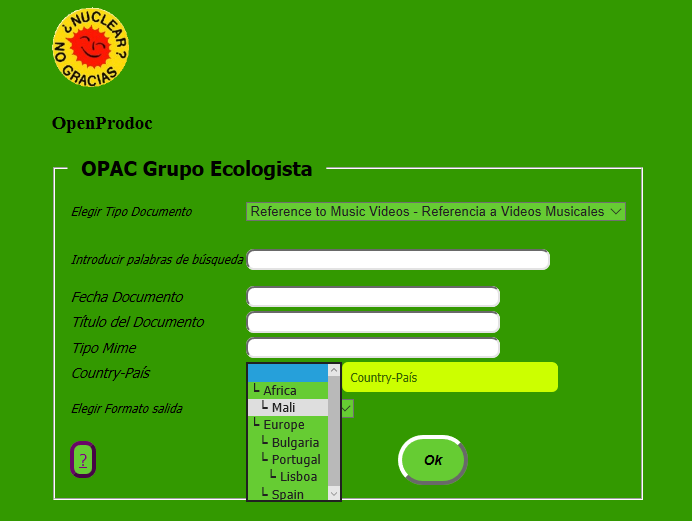 ¿NUCLEAR?
NO GRACIAS
OpenProdoc
OPAC Grupo Ecologista
Elegir Tipo Documento
Reference to Music Videos - Referencia a Videos Musicales
Introducir palabras de búsqueda
Fecha Documento
Título del Documento
Tipo Mime
Country-País
Country-País
Africa
Mali
Elegir Formato salida
Europe
Bulgaria
Portugal
Lisboa
Spain
?
Ok